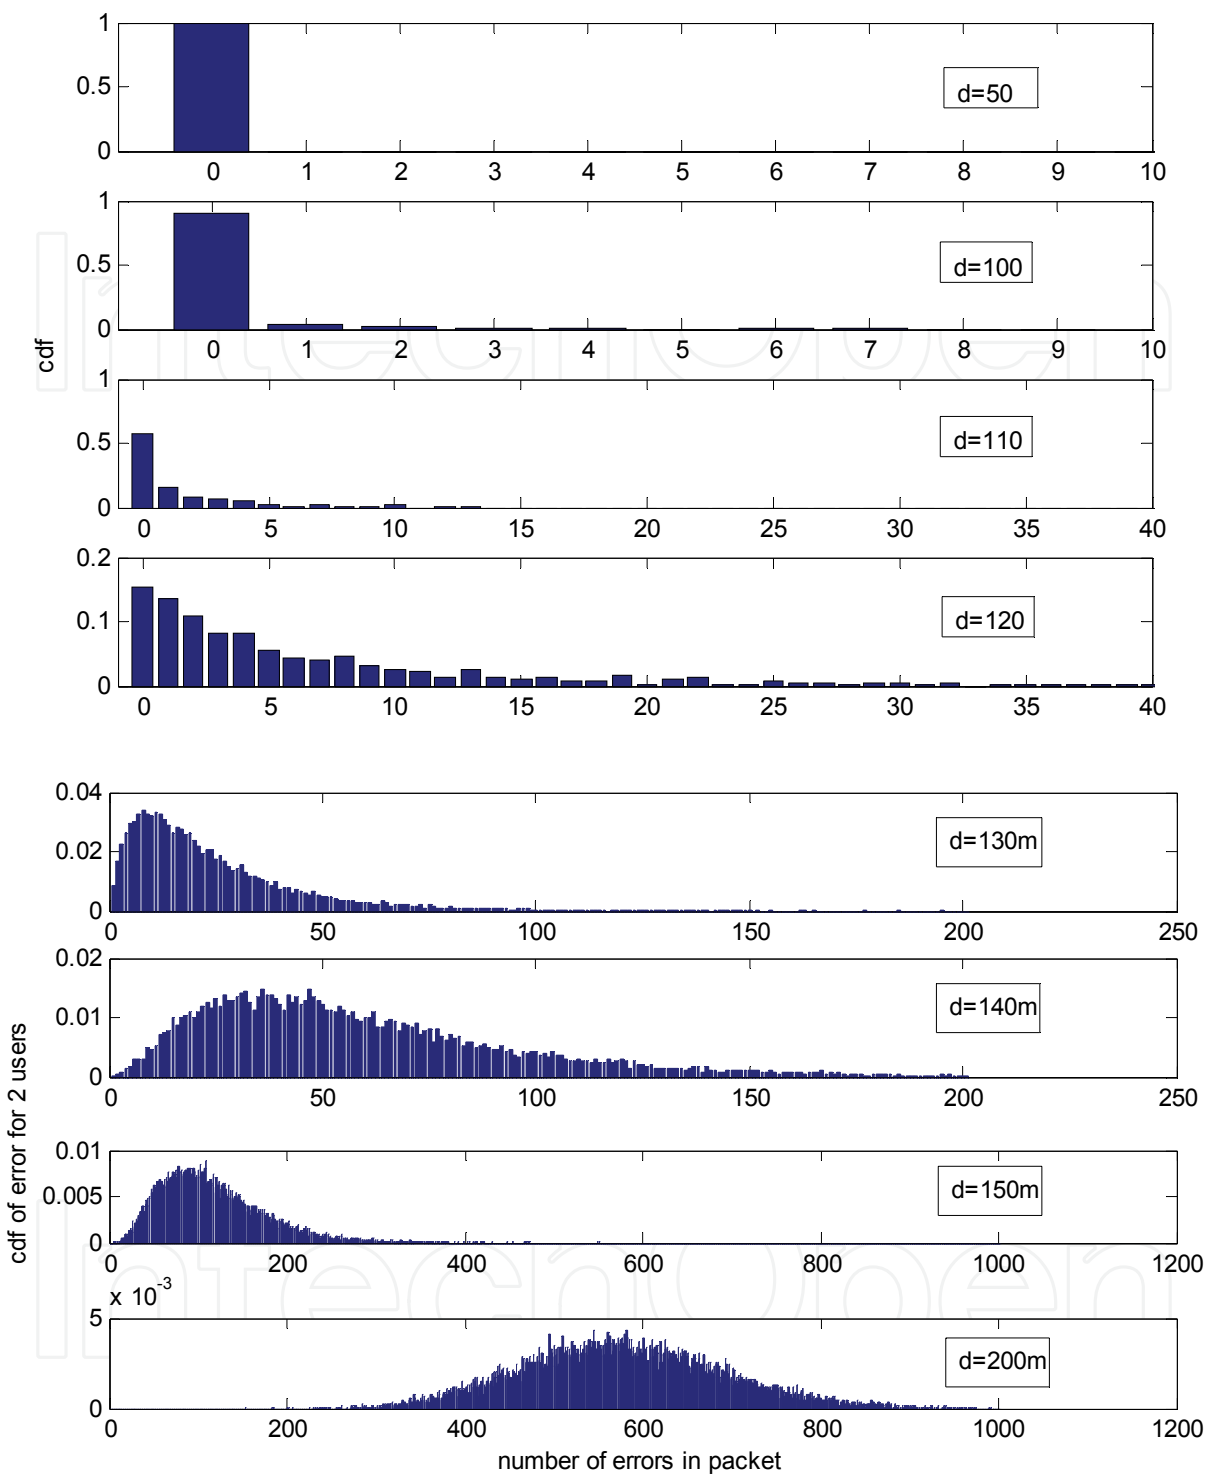 1
0.5
0
d=50
0 1 2 3 4 5 6 7 8 9 10
1
0.5
0
d=100
0 1 2 3 4 5 6 7 8 9 10
cdf
1
0.5
0
d=110
0 5 10 15 20 25 30 35 40
0.2
0.1
0
d=120
0 5 10 15 20 25 30 35 40
0.04
0.02
0
d=130m
0 50 100 150 200 250
0.02
0.01
0
d=140m
0 50 100 150 200 250
cdf of error for 2 users
0.01
0.005
0
d=150m
0 200 400 600 800 1000 1200
x 10-3
5
0
d=200m
0 200 400 600 800 1000 1200
number of errors in packet
IntechOpen
IntechOpen